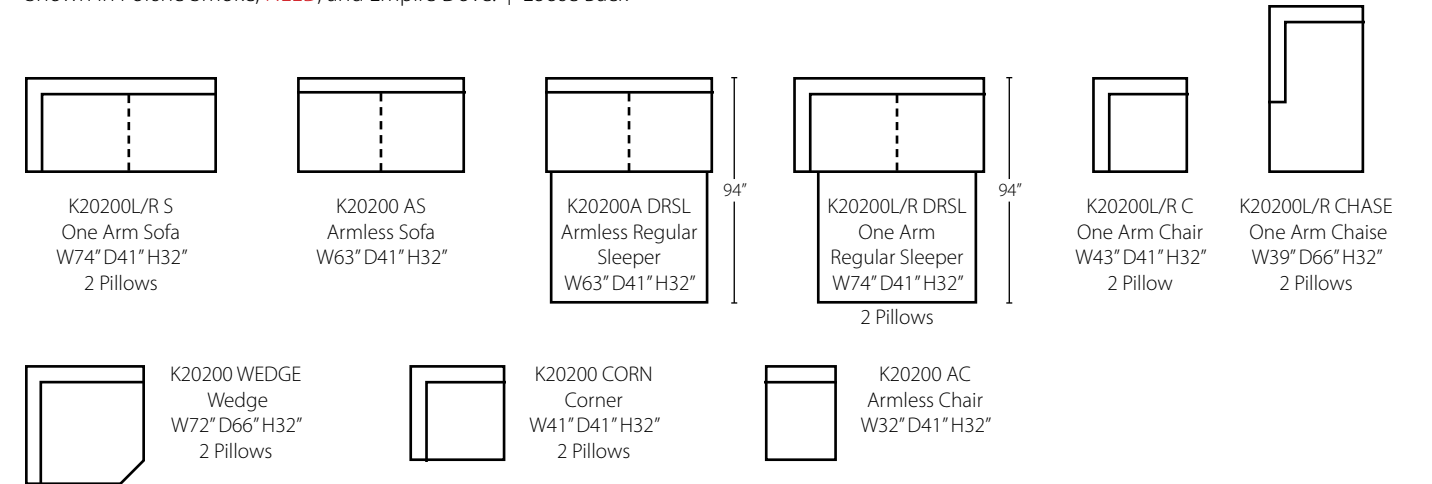 K20200L/R S
One Arm Sofa
W74” D41” H32”
2 Pillows
K20200 AS
Armless Sofa
W63” D41” H32”
K20200A DRSL
Armless Regular
Sleeper
W63” D41” H32”
94”
K20200L/R DRSL
One Arm
Regular Sleeper
W74” D41” H32”
2 Pillows
94”
K20200L/R C
One Arm Chair
W43” D41” H32”
2 Pillow
K20200L/R CHASE
One Arm Chaise
W39” D66” H32”
2 Pillows
K20200 WEDGE
Wedge
W72” D66” H32”
2 Pillows
K20200 CORN
Corner
W41” D41” H32”
2 Pillows
K20200 AC
Armless Chair
W32” D41” H32”